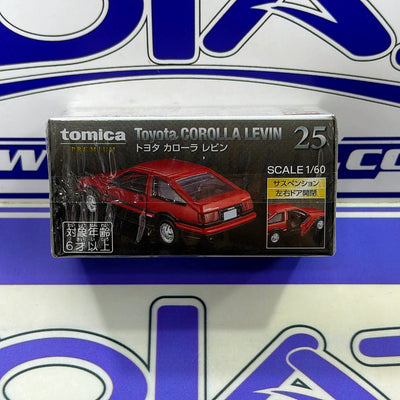 tomica Toyota COROLLA LEVIN 25
PREMIUM トヨタ カローラ レビン
SCALE 1/60
サスペンション
左右ドア開閉
対象年齢
6才以上